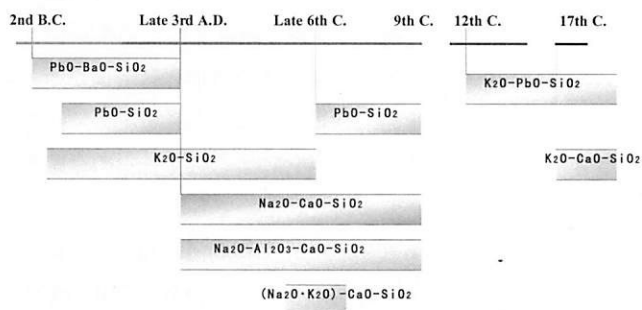 2nd B.C. Late 3rd A.D. Late 6th C. 9th C. 12th C. 17th C.
PbO-BaO-SiO₂
K₂O-PbO-SiO₂
PbO-SiO₂ PbO-SiO₂
K₂O-SiO₂ K₂O-CaO-SiO₂
Na₂O-CaO-SiO₂
Na₂O-Al₂O₃-CaO-SiO₂
(Na₂O·K₂O)-CaO-SiO₂